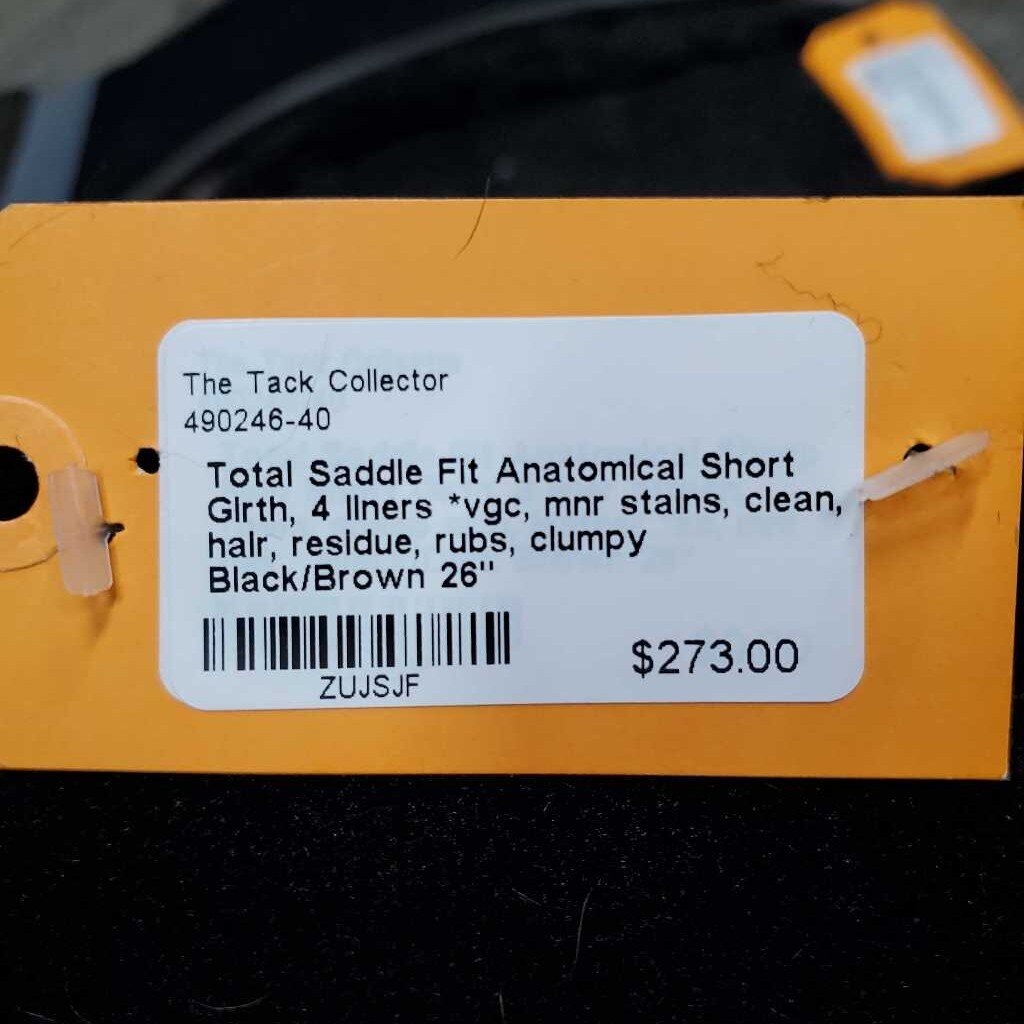 The Tack Collector
490246-40
Total Saddle Fit Anatomical Short
Girth, 4 liners *vgc, mnr stains, clean,
hair, residue, rubs, clumpy
Black/Brown 26"
ZUJSJF
$273.00